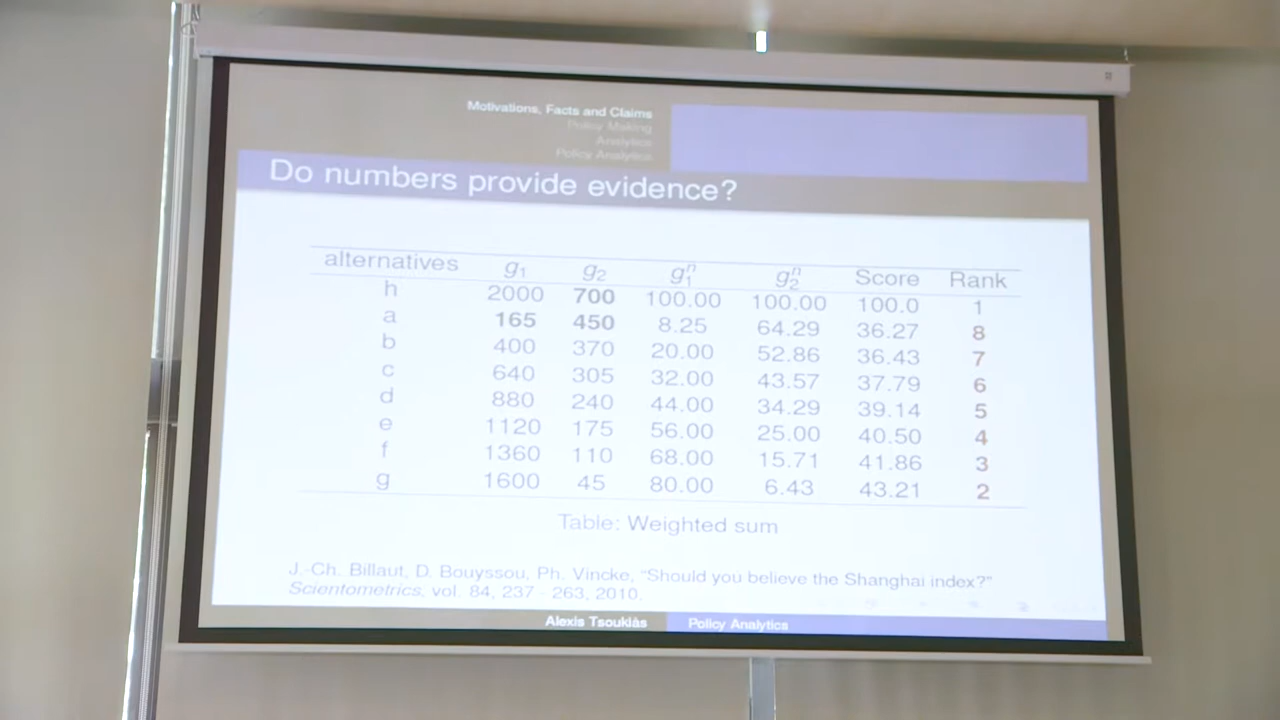 Motivations, Facts and Claims
Policy Making
Analytics
Policy Analytics
Do numbers provide evidence?
alternatives g₁ g₂ g₁ⁿ g₂ⁿ Score Rank
h 2000 700 100.00 100.00 100.0 1
a 165 450 8.25 64.29 36.27 8
b 400 370 20.00 52.86 36.43 7
c 640 305 32.00 43.57 37.79 6
d 880 240 44.00 34.29 39.14 5
e 1120 175 56.00 25.00 40.50 4
f 1360 110 68.00 15.71 41.86 3
g 1600 45 80.00 6.43 43.21 2
Table: Weighted sum
J.-Ch. Billaut, D. Bouyssou, Ph. Vincke, "Should you believe the Shanghai index?"
Scientometrics, vol. 84, 237 - 263, 2010.
Alexis Tsoukiàs Policy Analytics